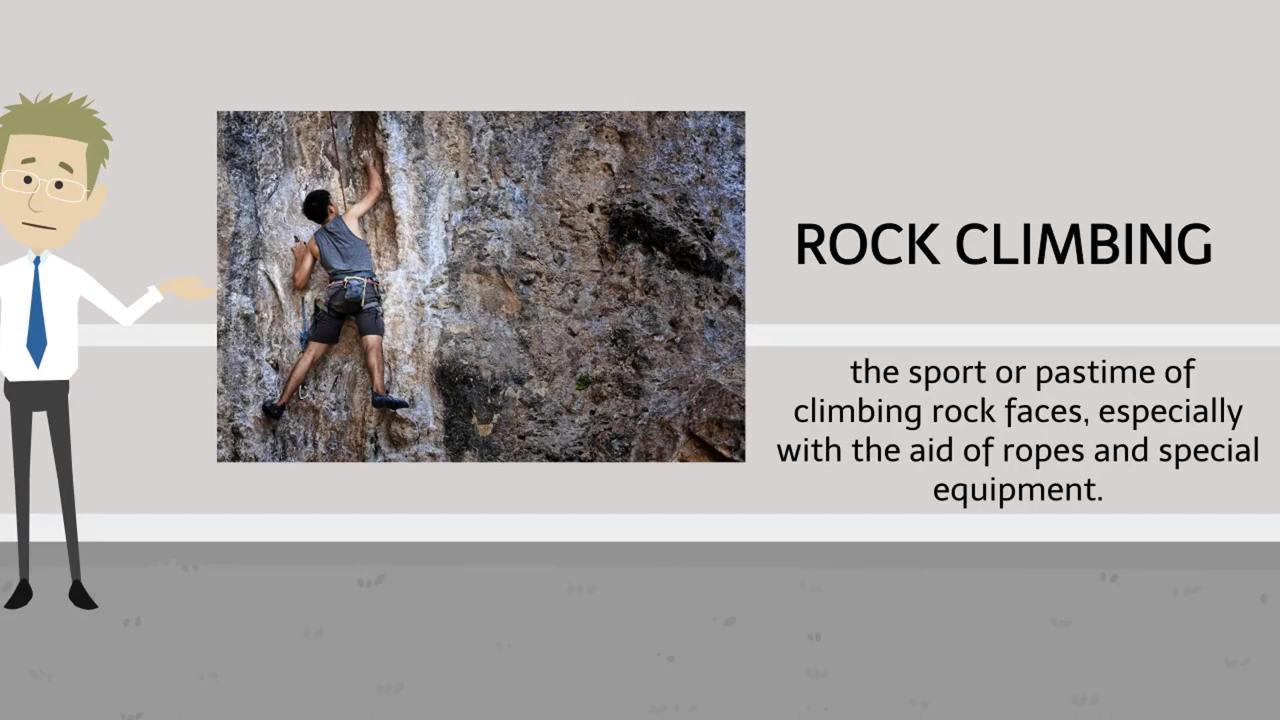 ROCK CLIMBING
the sport or pastime of
climbing rock faces, especially
with the aid of ropes and special
equipment.